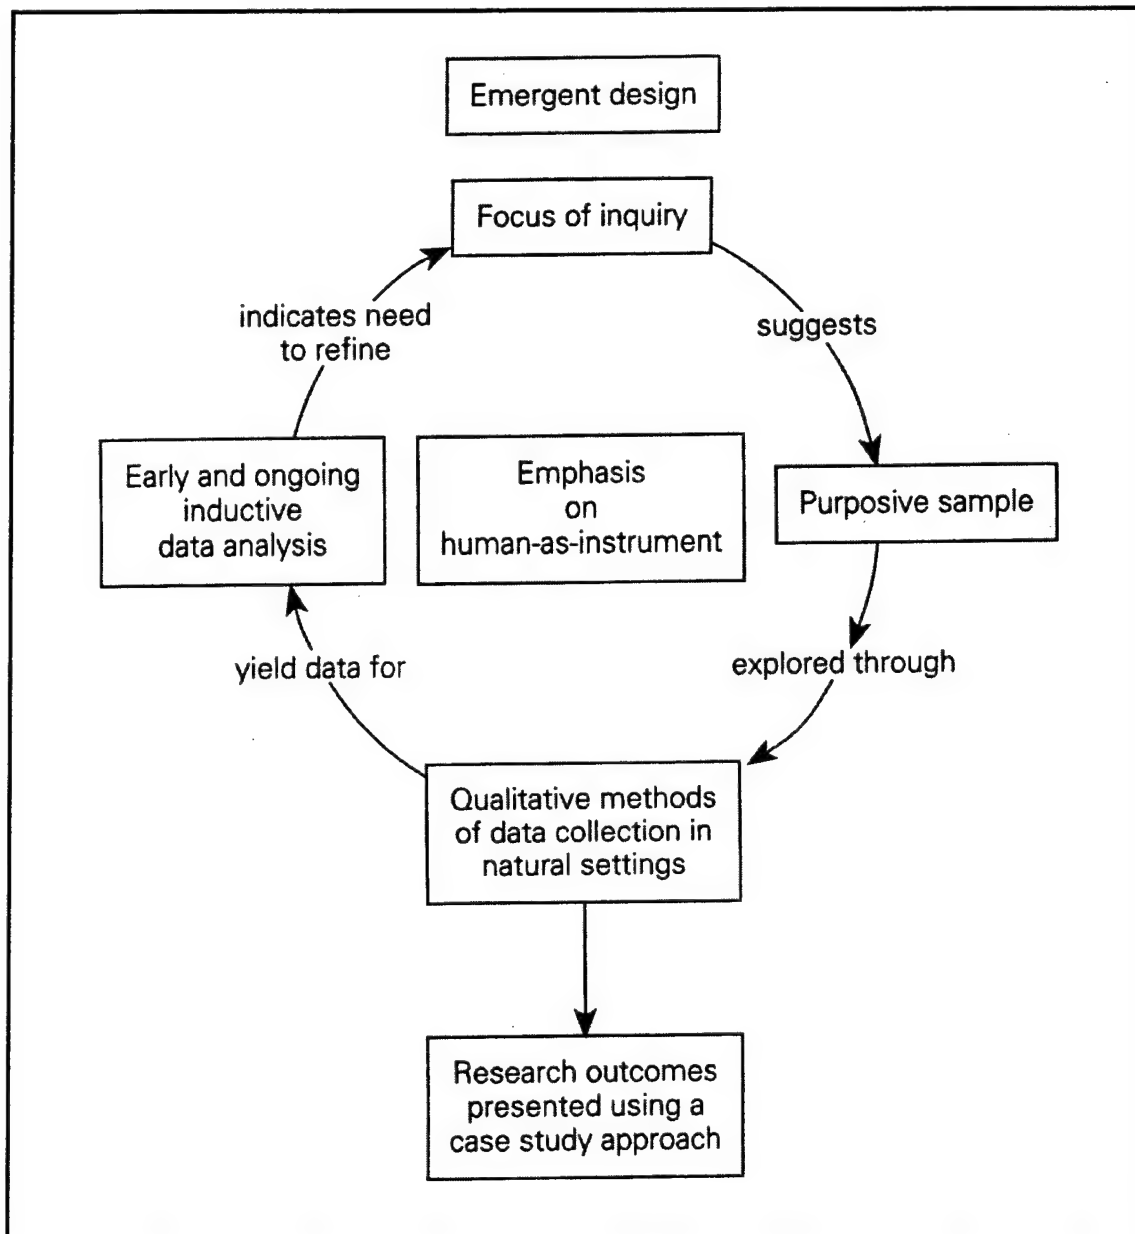 Emergent design
Focus of inquiry
indicates need
to refine
suggests
Early and ongoing
inductive
data analysis
Emphasis
on
human-as-instrument
Purposive sample
yield data for
explored through
Qualitative methods
of data collection in
natural settings
Research outcomes
presented using a
case study approach